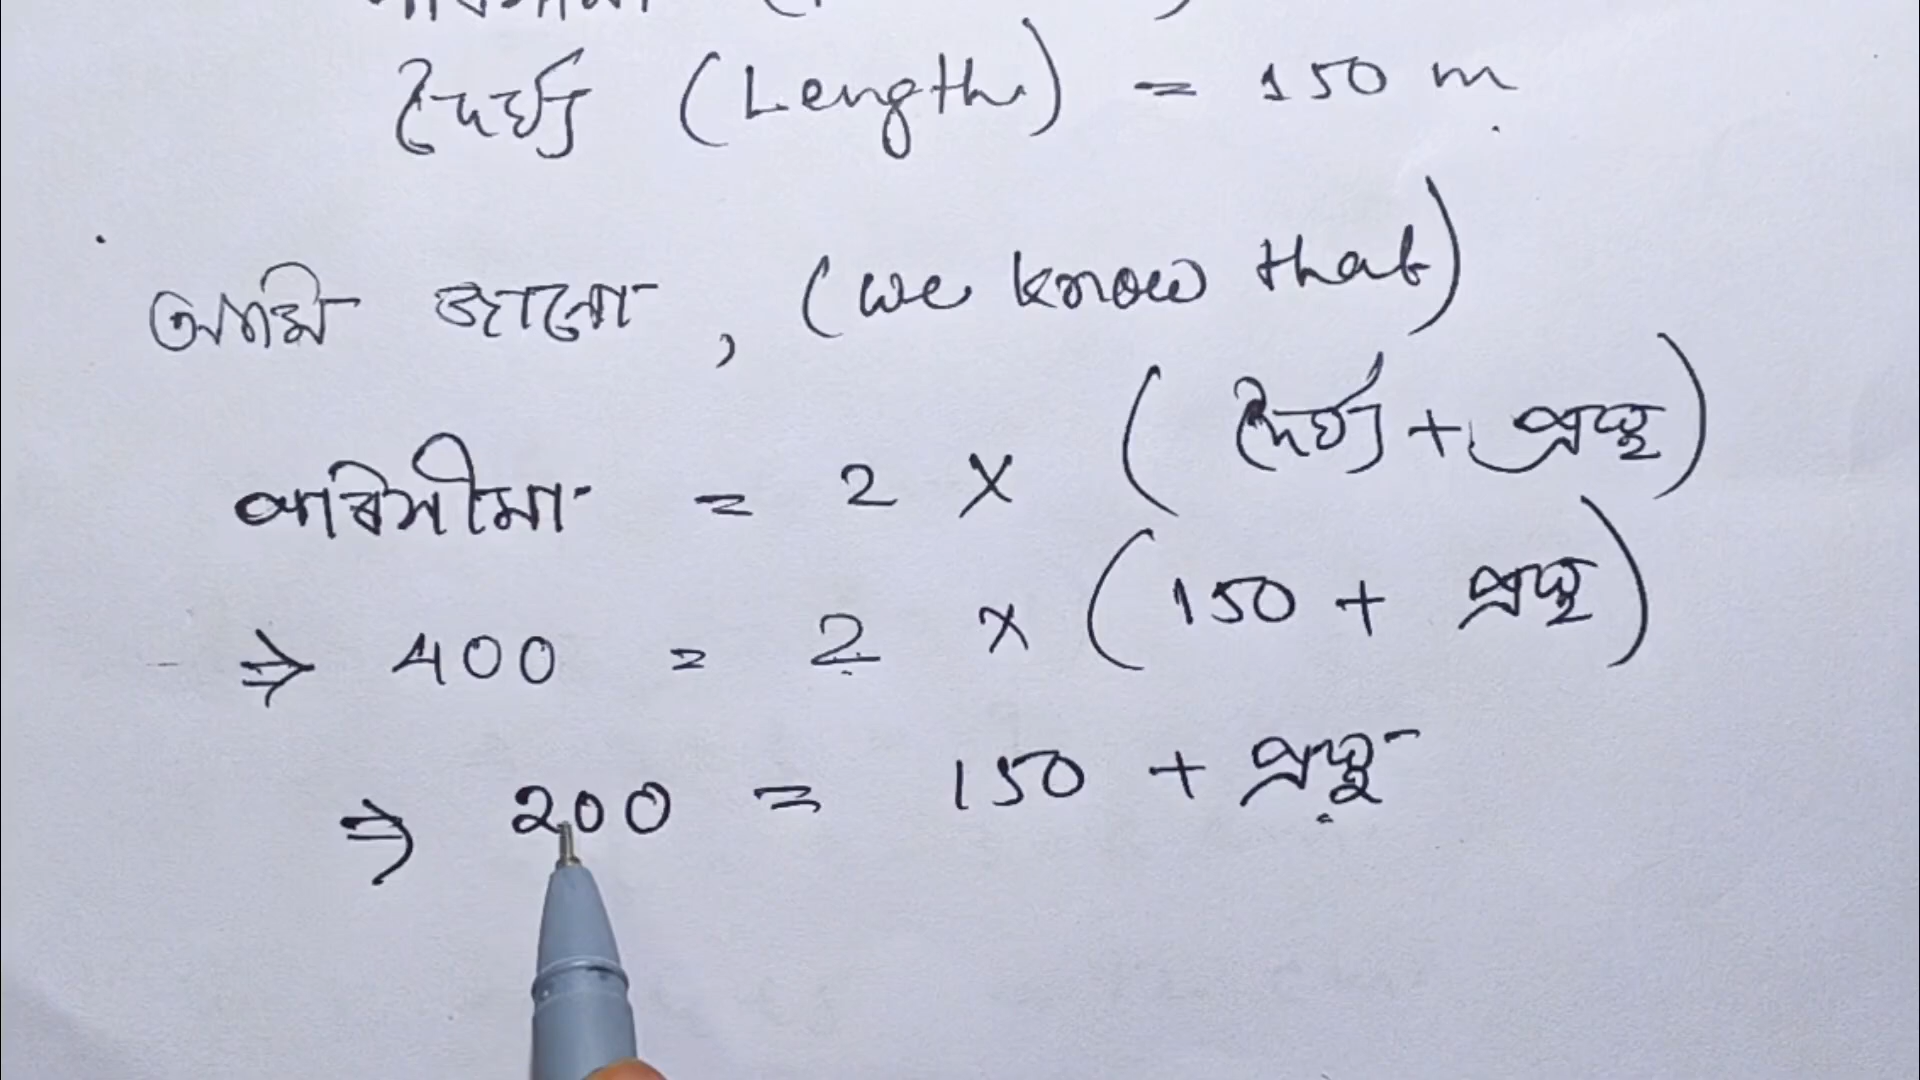 দৈৰ্ঘ্য (Length) = 150 m
আমি জানো, (we know that)
পৰিসীমা = 2 × (দৈৰ্ঘ্য + প্ৰস্থ)
⇒ 400 = 2 × (150 + প্ৰস্থ)
⇒ 200 = 150 + প্ৰস্থ